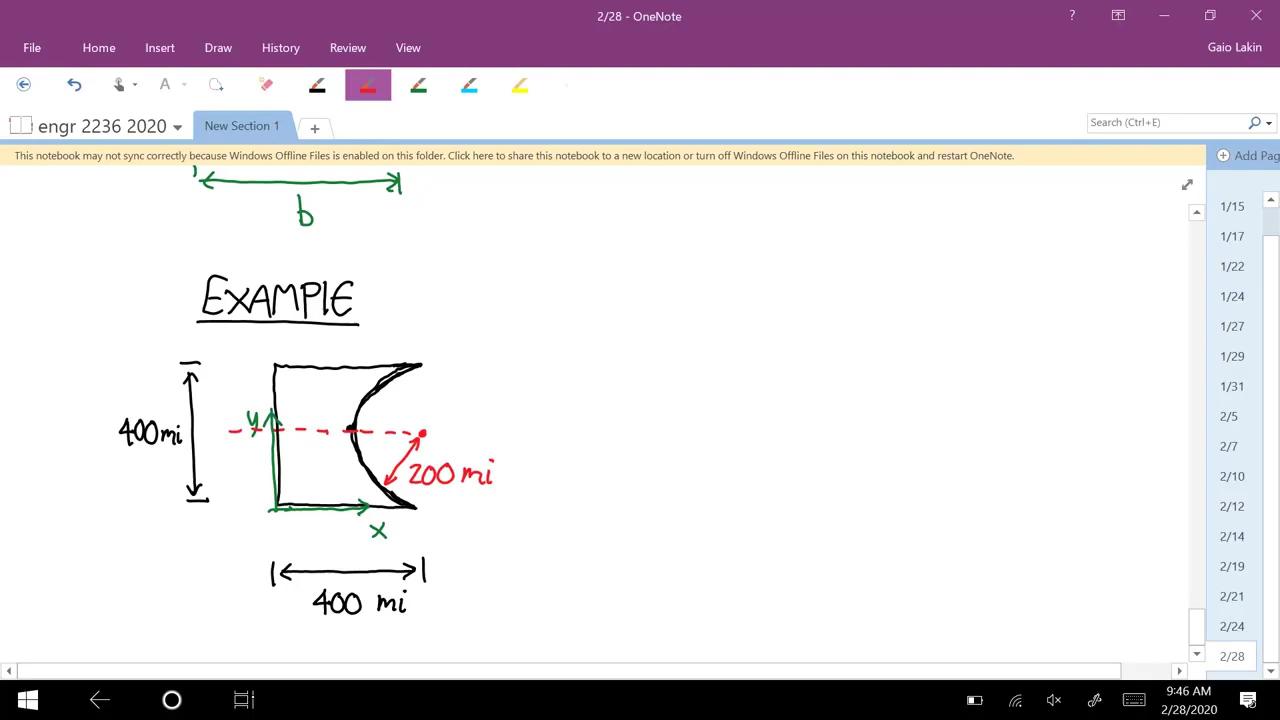 2/28 - OneNote
?
File Home Insert Draw History Review View
Gaio Lakin
A
engr 2236 2020
New Section 1
+
Search (Ctrl+E)
This notebook may not sync correctly because Windows Offline Files is enabled on this folder. Click here to share this notebook to a new location or turn off Windows Offline Files on this notebook and restart OneNote.
Add Pag
b
EXAMPLE
400mi
y
200 mi
x
400 mi
1/15
1/17
1/22
1/24
1/27
1/29
1/31
2/5
2/7
2/10
2/12
2/14
2/19
2/21
2/24
2/28
9:46 AM
2/28/2020